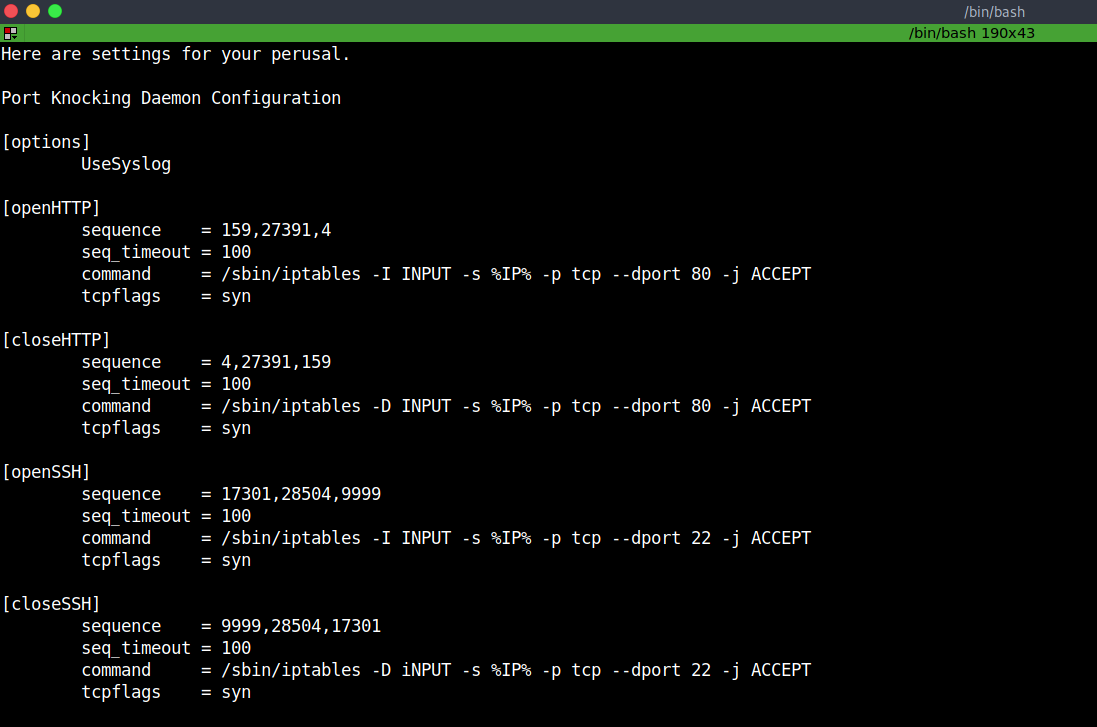 /bin/bash
/bin/bash 190x43
Here are settings for your perusal.
Port Knocking Daemon Configuration
[options]
UseSyslog
[openHTTP]
sequence = 159,27391,4
seq_timeout = 100
command = /sbin/iptables -I INPUT -s %IP% -p tcp --dport 80 -j ACCEPT
tcpflags = syn
[closeHTTP]
sequence = 4,27391,159
seq_timeout = 100
command = /sbin/iptables -D INPUT -s %IP% -p tcp --dport 80 -j ACCEPT
tcpflags = syn
[openSSH]
sequence = 17301,28504,9999
seq_timeout = 100
command = /sbin/iptables -I INPUT -s %IP% -p tcp --dport 22 -j ACCEPT
tcpflags = syn
[closeSSH]
sequence = 9999,28504,17301
seq_timeout = 100
command = /sbin/iptables -D iNPUT -s %IP% -p tcp --dport 22 -j ACCEPT
tcpflags = syn